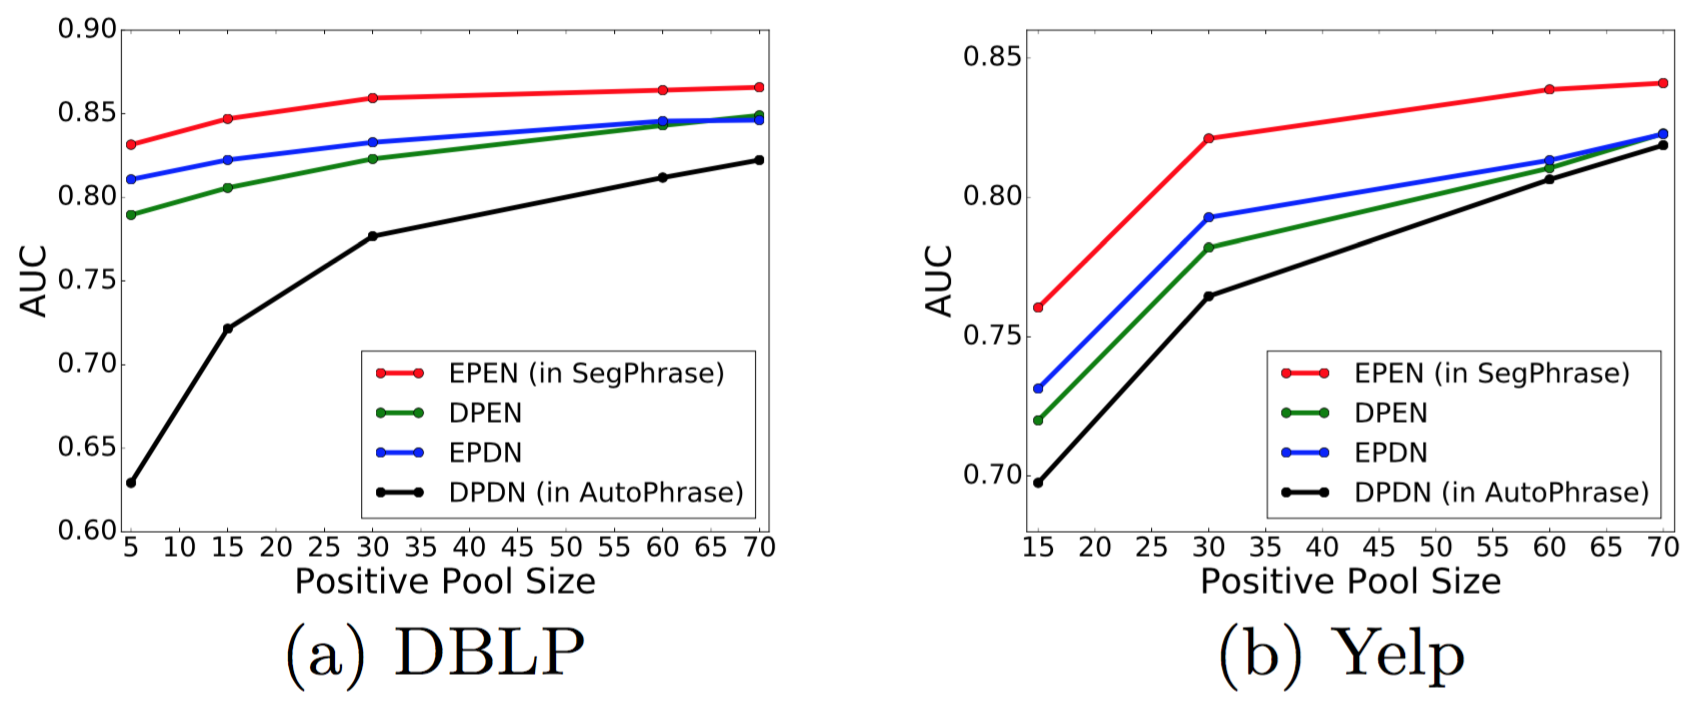 0.90
0.85
0.80
0.75
0.70
0.65
0.60
AUC
5 10 15 20 25 30 35 40 45 50 55 60 65 70
Positive Pool Size
EPEN (in SegPhrase)
DPEN
EPDN
DPDN (in AutoPhrase)
(a) DBLP
0.85
0.80
0.75
0.70
AUC
15 20 25 30 35 40 45 50 55 60 65 70
Positive Pool Size
EPEN (in SegPhrase)
DPEN
EPDN
DPDN (in AutoPhrase)
(b) Yelp